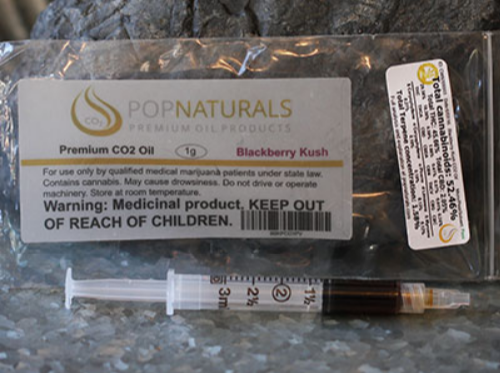 CO2
POPNATURALS
PREMIUM OIL PRODUCTS
Premium CO2 Oil
1g
Blackberry Kush
For use only by qualified medical marijuana patients under state law.
Contains cannabis. May cause drowsiness. Do not drive or operate
machinery. Store at room temperature.
Warning: Medicinal product, KEEP OUT
OF REACH OF CHILDREN.
Total cannabinoids: 52.46%
3ml
2½
2
1½